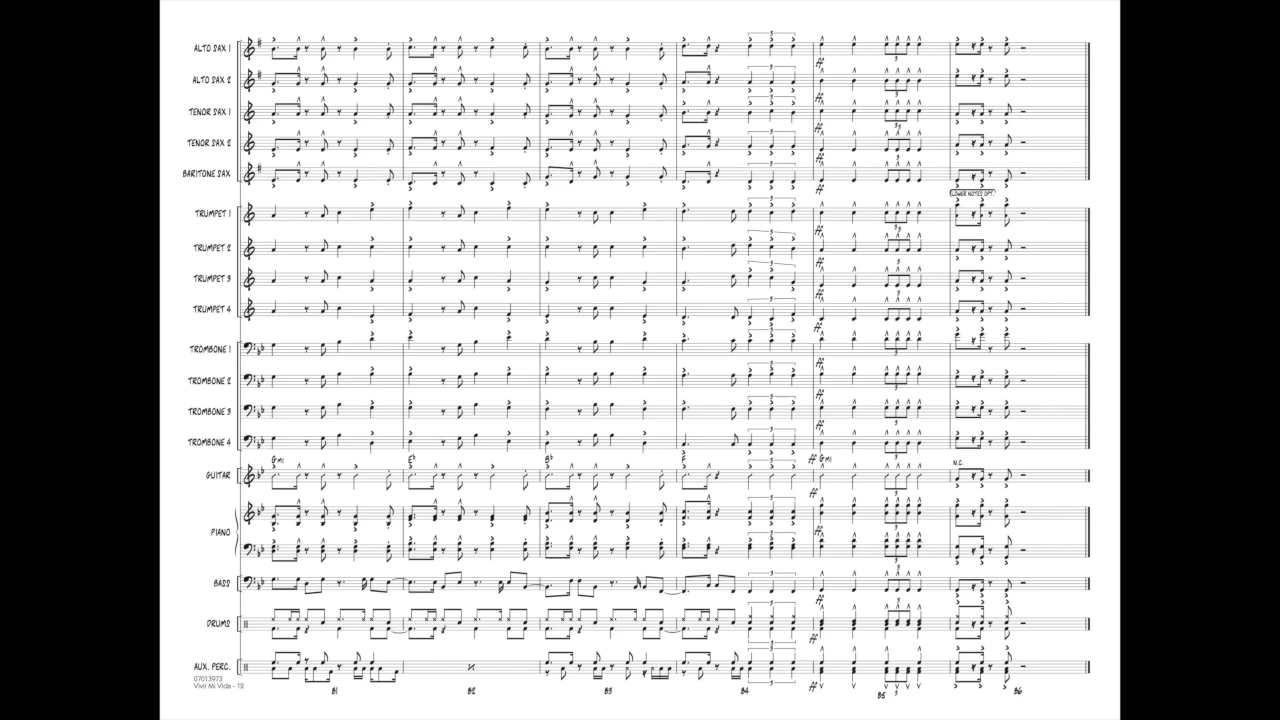 ALTO SAX 1
ALTO SAX 2
TENOR SAX 1
TENOR SAX 2
BARITONE SAX
(LOWER NOTES OPT.)
TRUMPET 1
TRUMPET 2
TRUMPET 3
TRUMPET 4
TROMBONE 1
TROMBONE 2
TROMBONE 3
TROMBONE 4
GMI E♭ B♭ F GMI N.C.
GUITAR
PIANO
BASS
DRUMS
AUX. PERC.
07013973
Vivir Mi Vida - 12
81 82 83 84 85 86